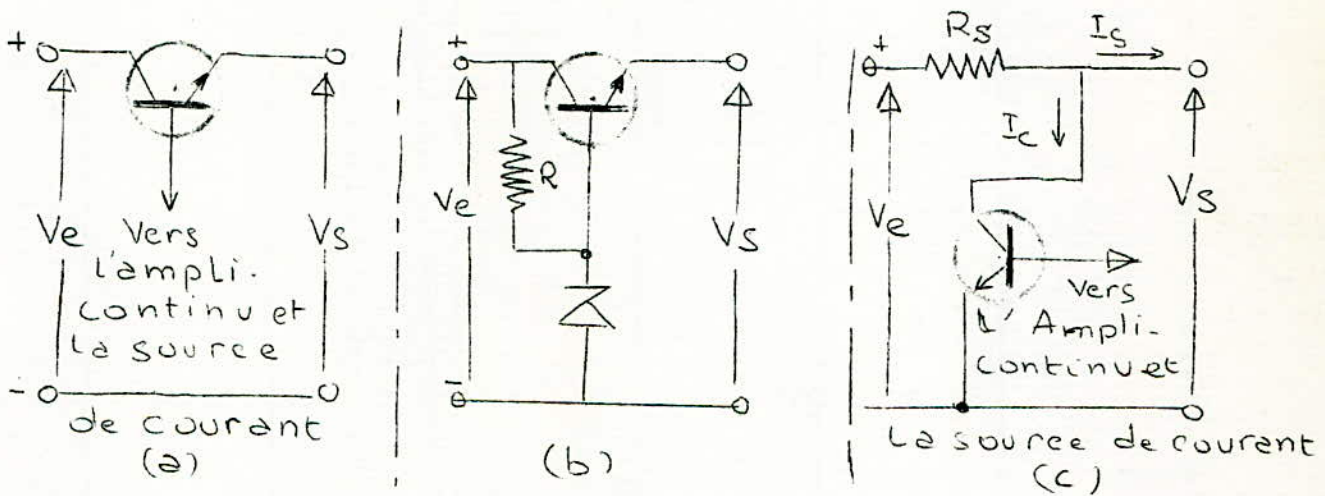 +
Ve
Vers
l'ampli-
continu et
la source
de courant
-
Vs
(a)
+
Ve
R
-
Vs
(b)
+
Rs
Is
Ic
Ve
Vs
Vers
L'Ampli-
continu et
La source de courant
(c)